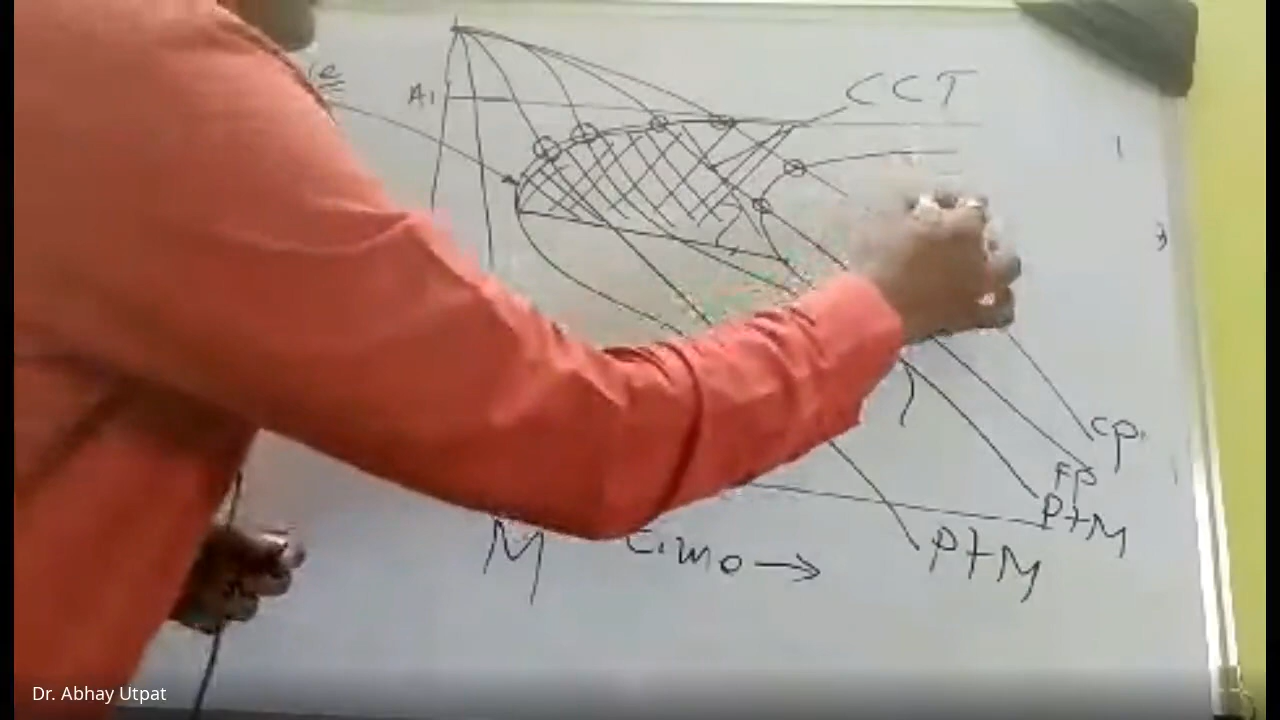 CCT
A1
CP
FP
P+M
P+M
M
Time →
Dr. Abhay Utpat